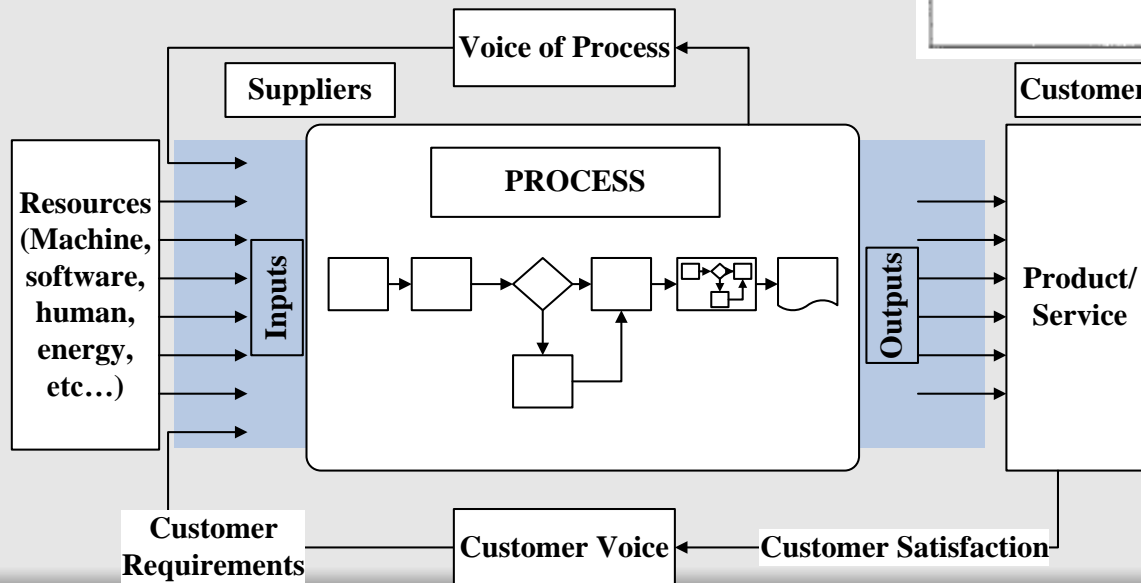 Voice of Process
Suppliers
Customer
PROCESS
Resources
(Machine,
software,
human,
energy,
etc…)
Inputs
Outputs
Product/
Service
Customer
Requirements
Customer Voice
Customer Satisfaction